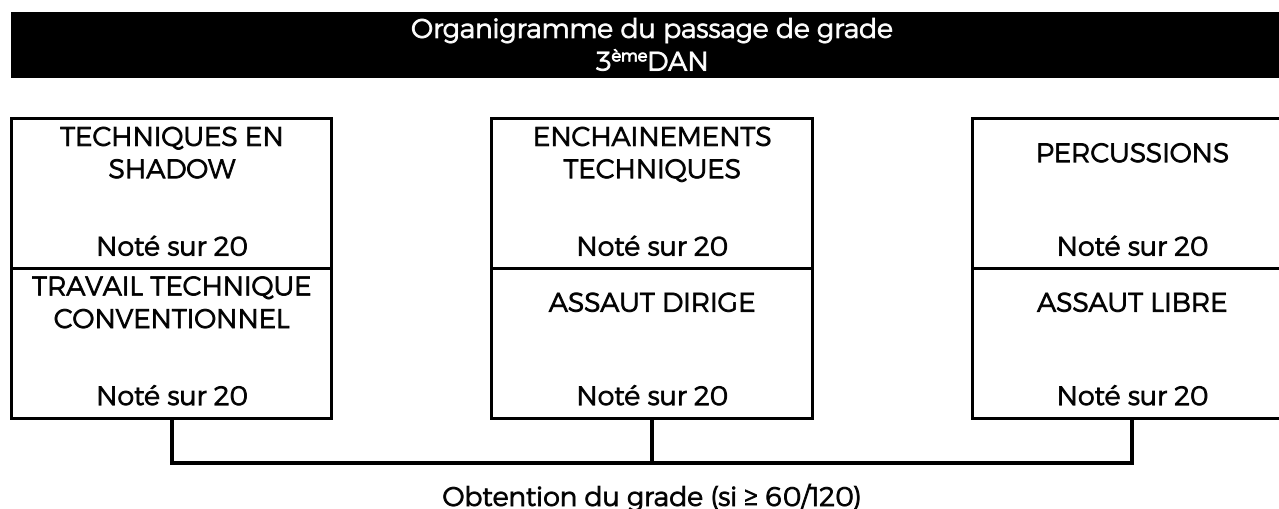 Organigramme du passage de grade
3èmeDAN
TECHNIQUES EN
SHADOW
Noté sur 20
TRAVAIL TECHNIQUE
CONVENTIONNEL
Noté sur 20
ENCHAINEMENTS
TECHNIQUES
Noté sur 20
ASSAUT DIRIGE
Noté sur 20
PERCUSSIONS
Noté sur 20
ASSAUT LIBRE
Noté sur 20
Obtention du grade (si ≥ 60/120)